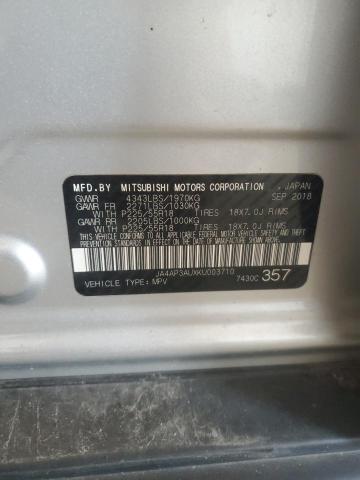 MFD.BY MITSUBISHI MOTORS CORPORATION , JAPAN
GVWR 4343LBS/1970KG SEP 2018
GAWR FR 2271LBS/1030KG
WITH P225/55R18 TIRES 18X7.0J RIMS
GAWR RR 2205LBS/1000KG
WITH P225/55R18 TIRES 18X7.0J RIMS
THIS VEHICLE CONFORMS TO ALL APPLICABLE
FEDERAL MOTOR VEHICLE SAFETY
AND THEFT PREVENTION STANDARDS IN EFFECT ON
THE DATE OF MANUFACTURE SHOWN ABOVE.
JA4AP3AUXKU003710
VEHICLE TYPE:MPV 7430C 357